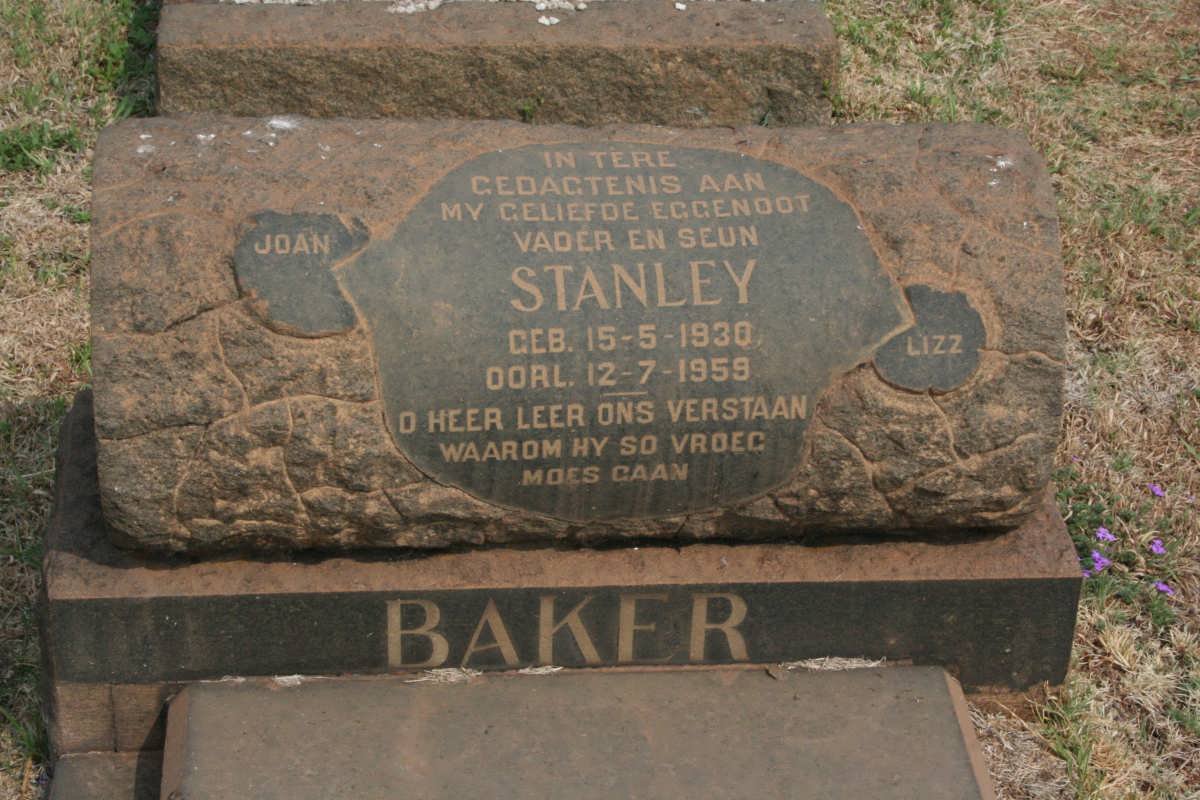 IN TERE
GEDAGTENIS AAN
MY GELIEFDE EGGENOOT
VADER EN SEUN
STANLEY
GEB. 15-5-1930,
OORL. 12-7-1959
O HEER LEER ONS VERSTAAN
WAAROM HY SO VROEG
MOES GAAN
JOAN
LIZZ
BAKER